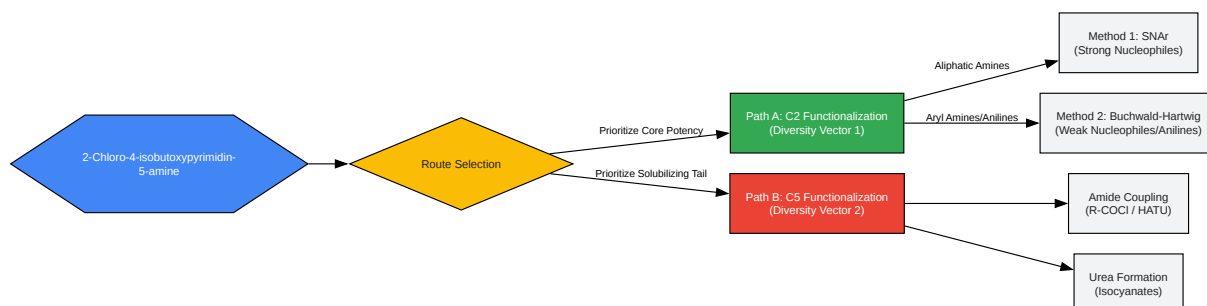 2-Chloro-4-isobutoxypyrimidin-
5-amine
Route Selection
Prioritize Core Potency
Prioritize Solubilizing Tail
Path A: C2 Functionalization
(Diversity Vector 1)
Path B: C5 Functionalization
(Diversity Vector 2)
Aliphatic Amines
Aryl Amines/Anilines
Method 1: SNAr
(Strong Nucleophiles)
Method 2: Buchwald-Hartwig
(Weak Nucleophiles/Anilines)
Amide Coupling
(R-COCl / HATU)
Urea Formation
(Isocyanates)